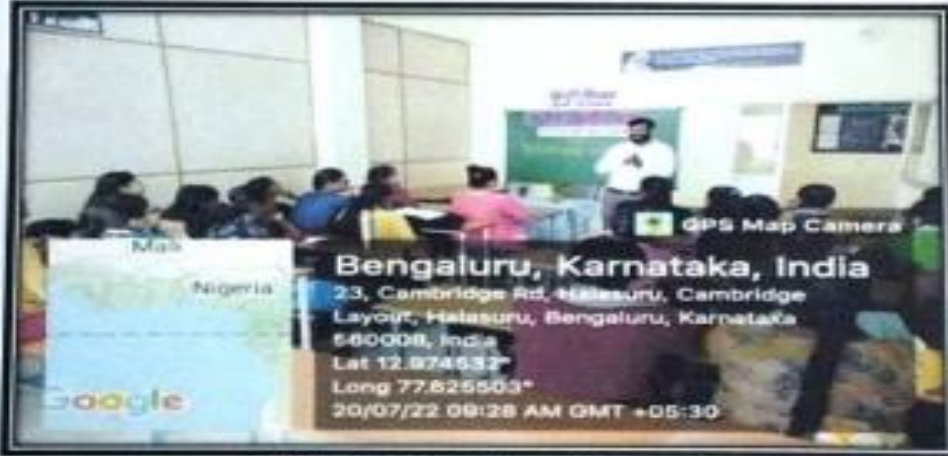 GPS Map Camera
Mali
Nigeria
Google
Bengaluru, Karnataka, India
23, Cambridge Rd, Halasuru, Cambridge
Layout, Halasuru, Bengaluru, Karnataka
560008, India
Lat 12.974532°
Long 77.625503°
20/07/22 09:28 AM GMT +05:30